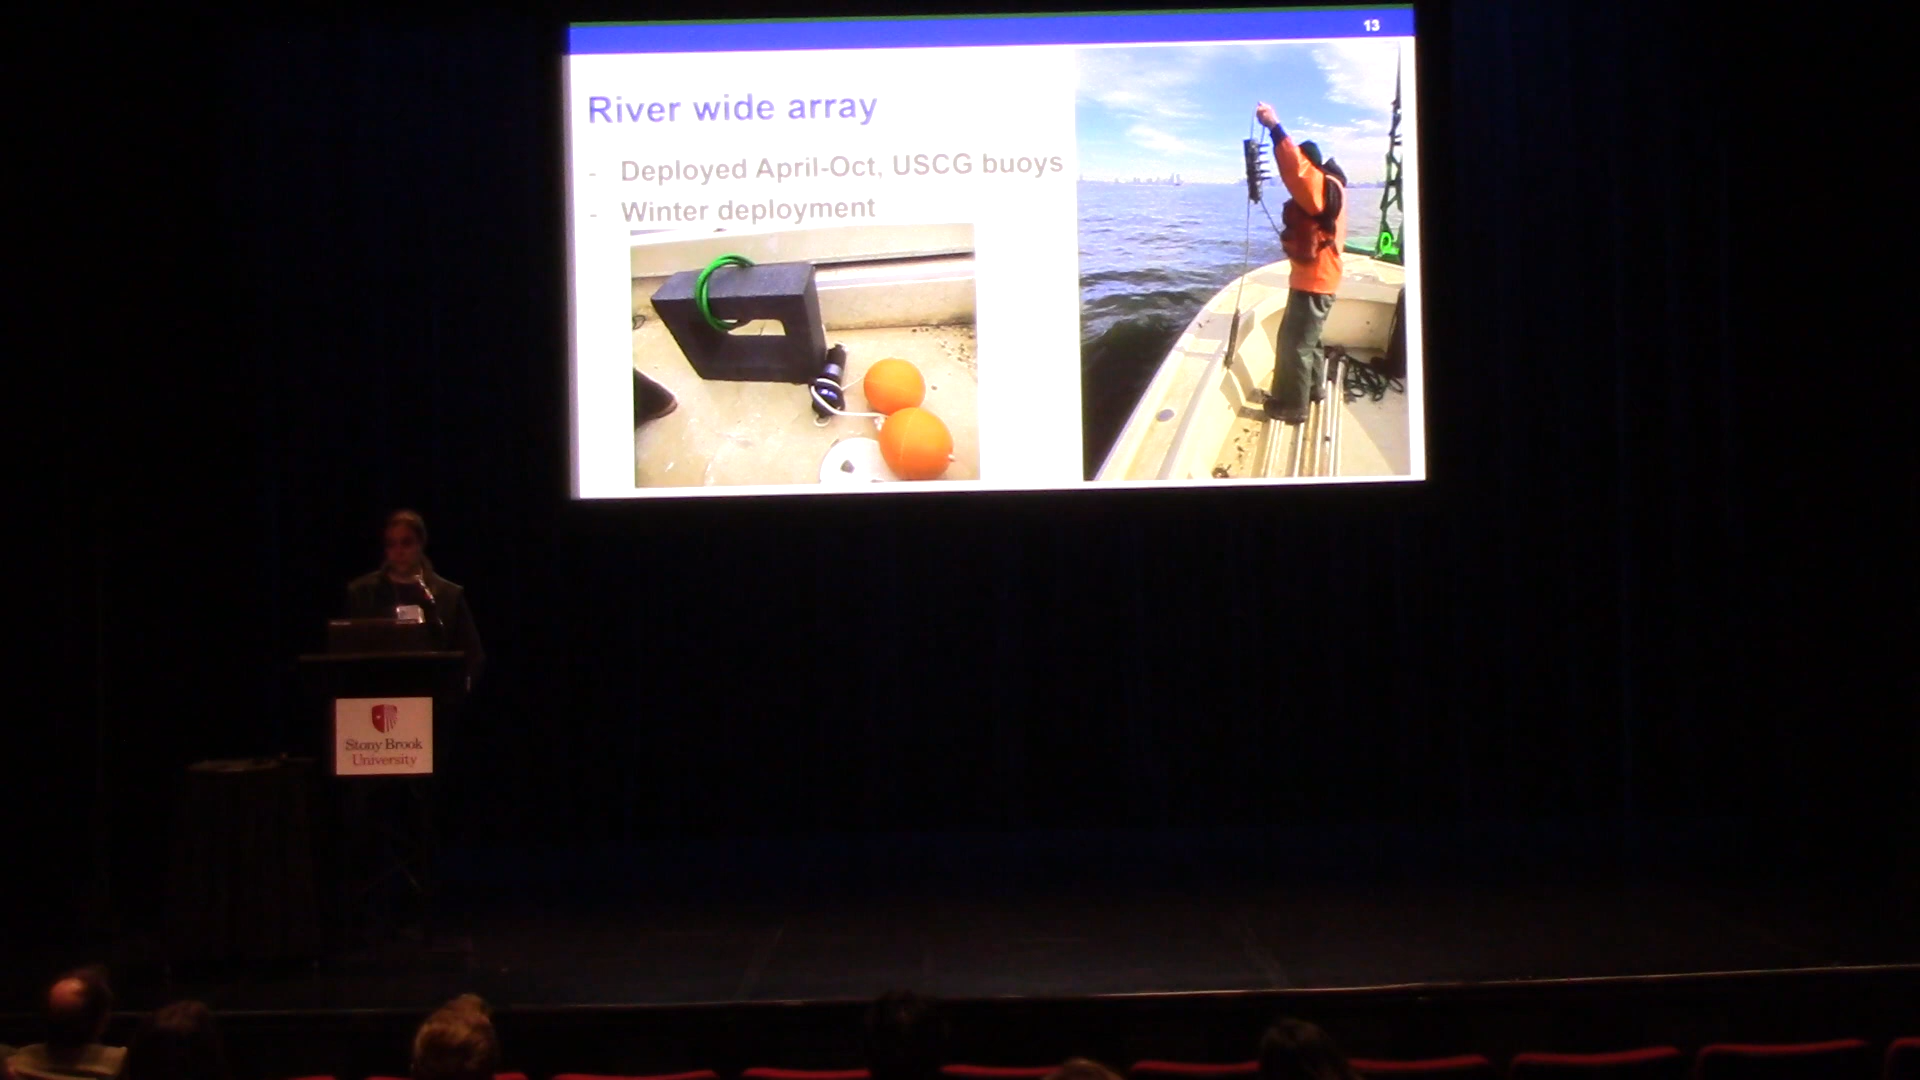 13
River wide array
- Deployed April-Oct, USCG buoys
- Winter deployment
Stony Brook
University